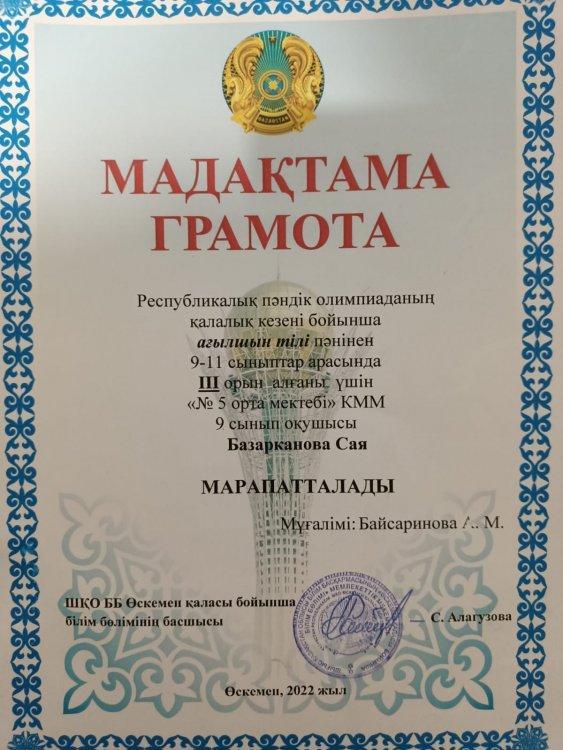 ҚАЗАҚСТАН
МАДАҚТАМА
ГРАМОТА
Республикалық пәндік олимпиаданың
қалалық кезеңі бойынша
ағылшын тілі пәнінен
9-11 сыныптар арасында
III орын алғаны үшін
«№ 5 орта мектебі» КММ
9 сынып оқушысы
Базарканова Сая
МАРАПАТТАЛАДЫ
Мұғалімі: Байсаринова А. М.
ШҚО ББ Өскемен қаласы бойынша
білім бөлімінің басшысы
С. Алагузова
Өскемен, 2022 жыл